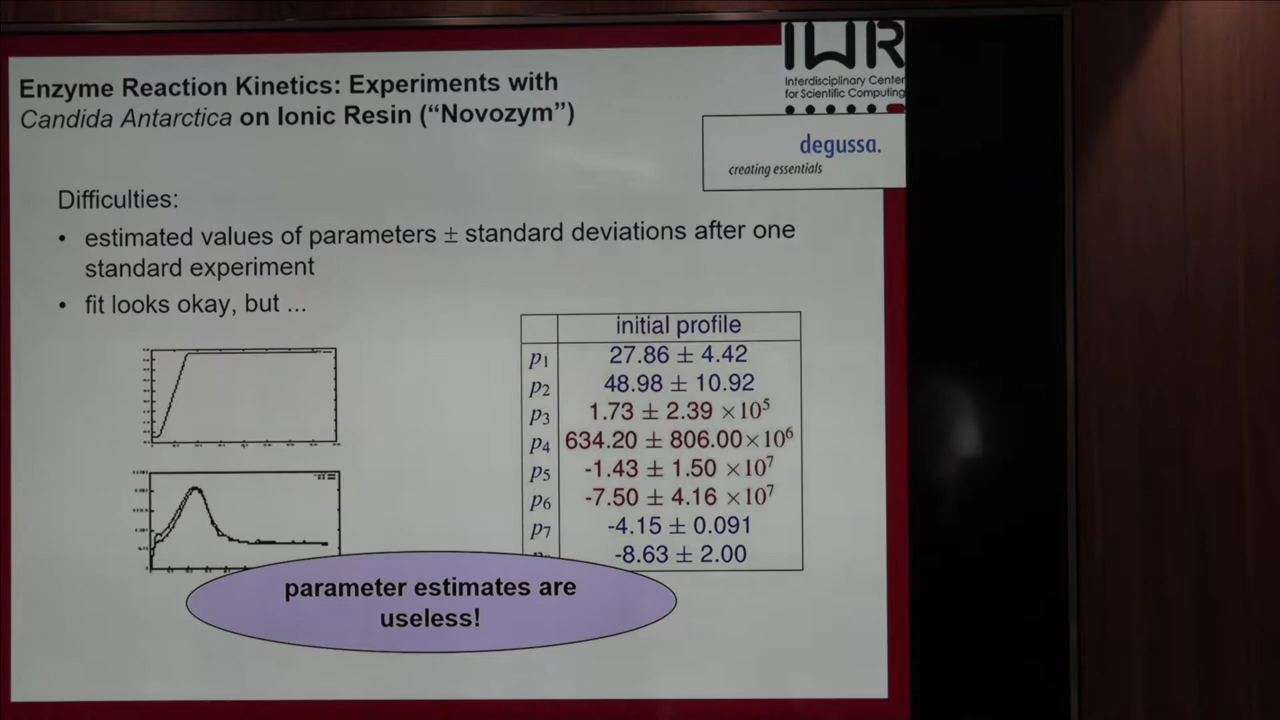 IWR
Interdisciplinary Center
for Scientific Computing
Enzyme Reaction Kinetics: Experiments with
Candida Antarctica on Ionic Resin (“Novozym”)
degussa.
creating essentials
Difficulties:
• estimated values of parameters ± standard deviations after one
standard experiment
• fit looks okay, but ...
initial profile
p1 27.86 ± 4.42
p2 48.98 ± 10.92
p3 1.73 ± 2.39 ×10^5
p4 634.20 ± 806.00×10^6
p5 -1.43 ± 1.50 ×10^7
p6 -7.50 ± 4.16 ×10^7
p7 -4.15 ± 0.091
-8.63 ± 2.00
parameter estimates are
useless!